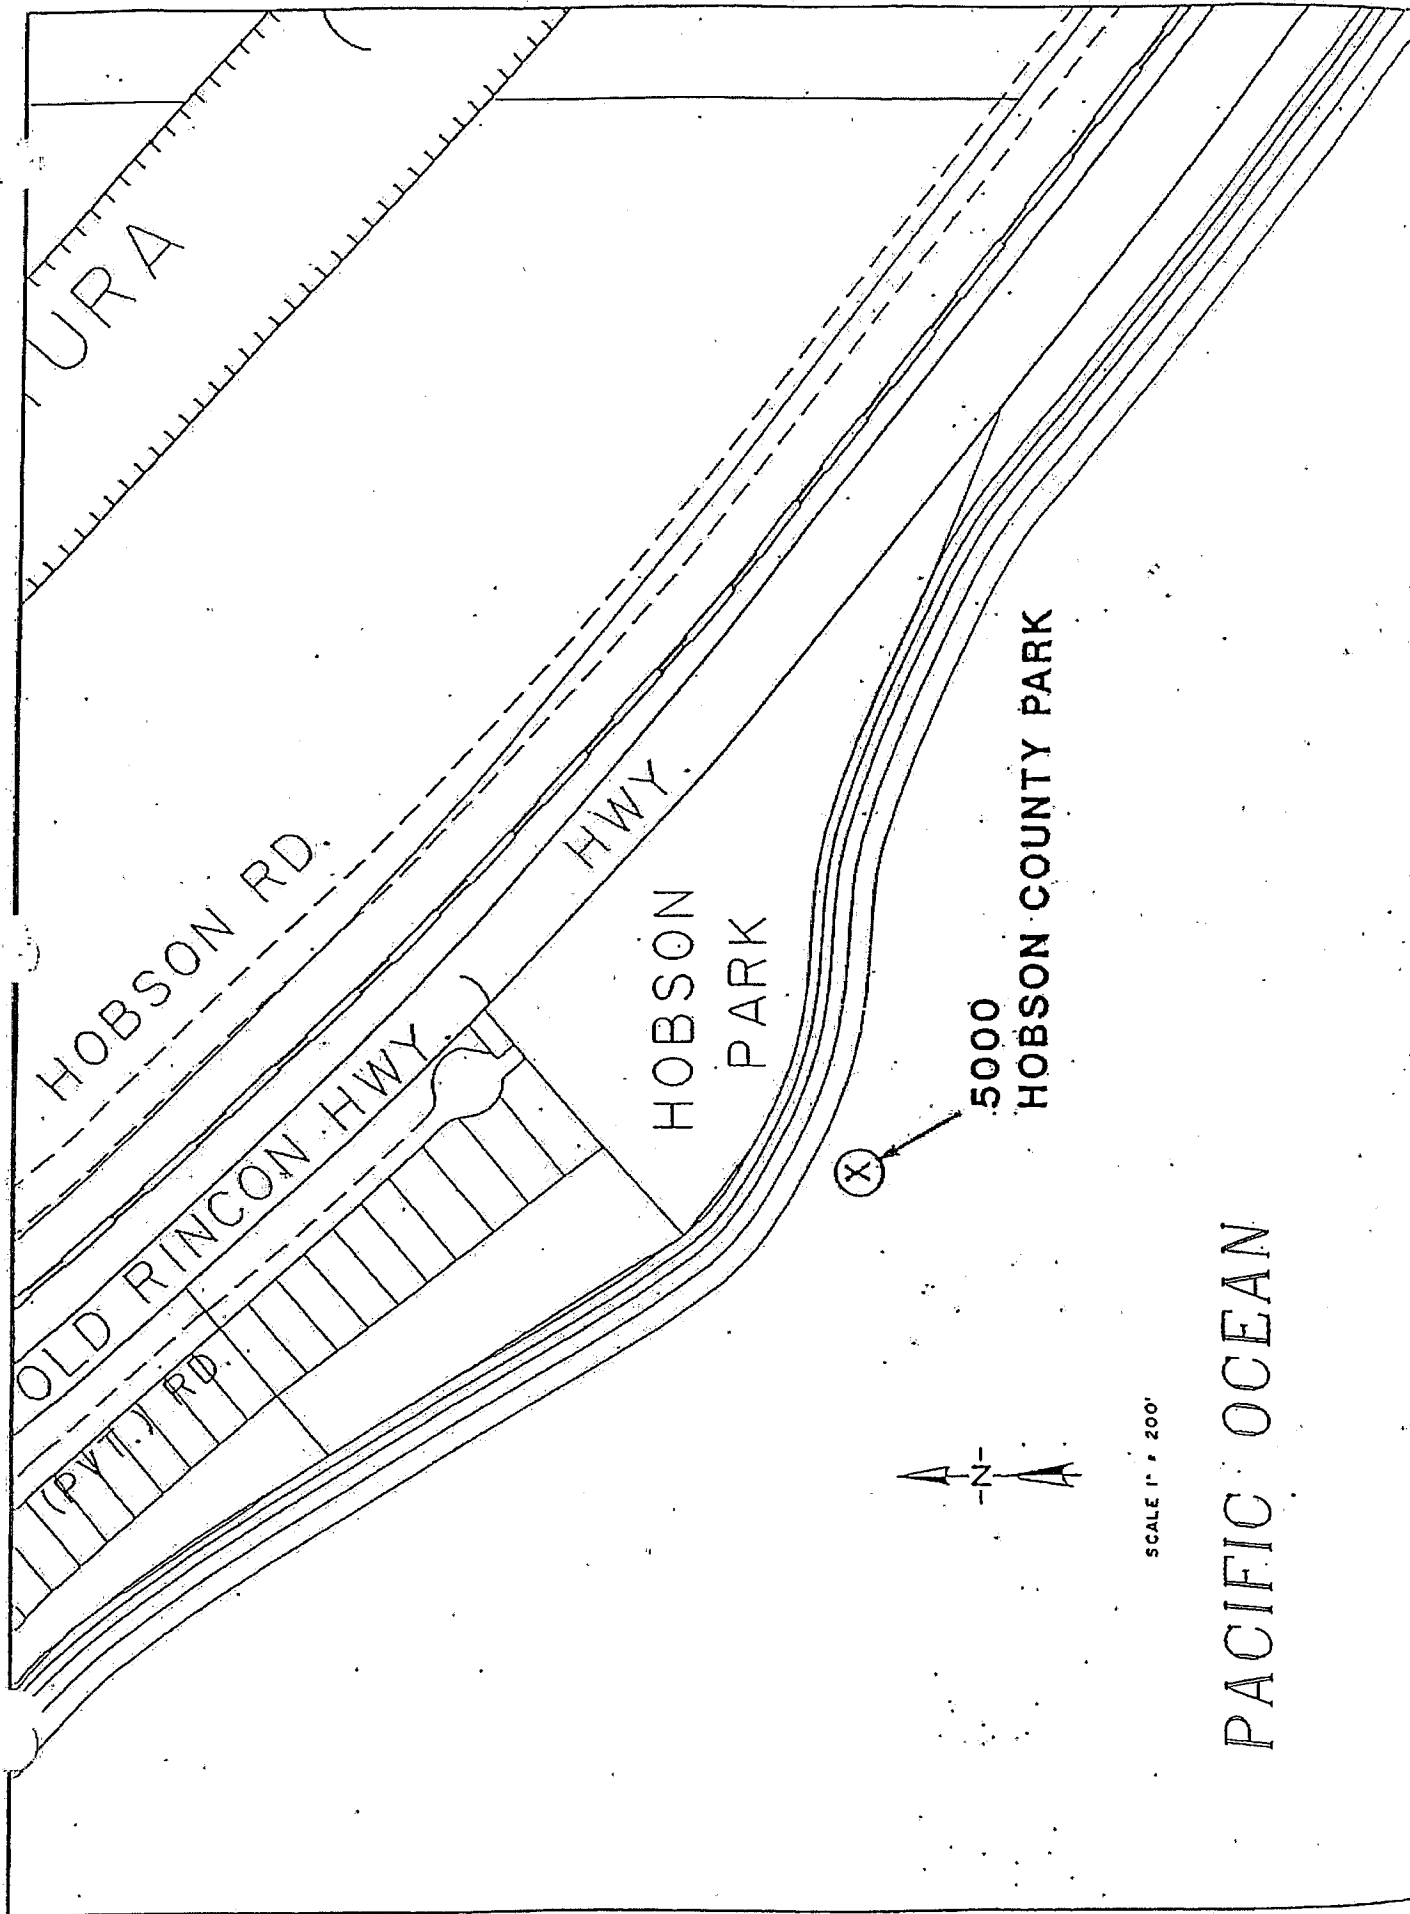 URA
HOBSON RD.
OLD RINCON HWY.
HWY.
(PVT.) RD.
HOBSON
PARK
5000
HOBSON COUNTY PARK
X
-N-
SCALE 1" = 200'
PACIFIC OCEAN